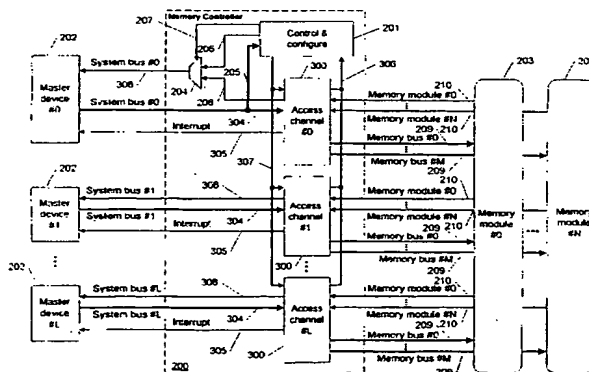 207
Memory Controller
202
206
Control & configure
201
System bus #0
308
204
205
300
306
203
Master device #0
System bus #0
208
304
Access channel #0
210
Memory module #0
Memory module #N
209
210
Interrupt
305
307
Memory bus #0
Memory bus #M
209
202
System bus #1
308
210
Memory module #0
Master device #1
System bus #1
304
Access channel #1
Memory module #N
209
210
Memory module #0
Memory module #N
Interrupt
305
Memory bus #0
Memory bus #M
300
209
202
System bus #L
308
210
Memory module #0
Master device #L
System bus #L
304
Access channel #L
Memory module #N
209
210
Interrupt
305
300
Memory bus #0
200
Memory bus #M